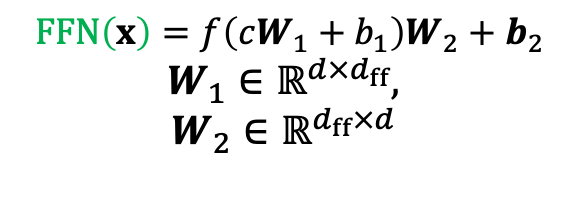 FFN(x) = f(cW₁ + b₁)W₂ + b₂
W₁ ∈ ℝ^{d×d_ff},
W₂ ∈ ℝ^{d_ff×d}